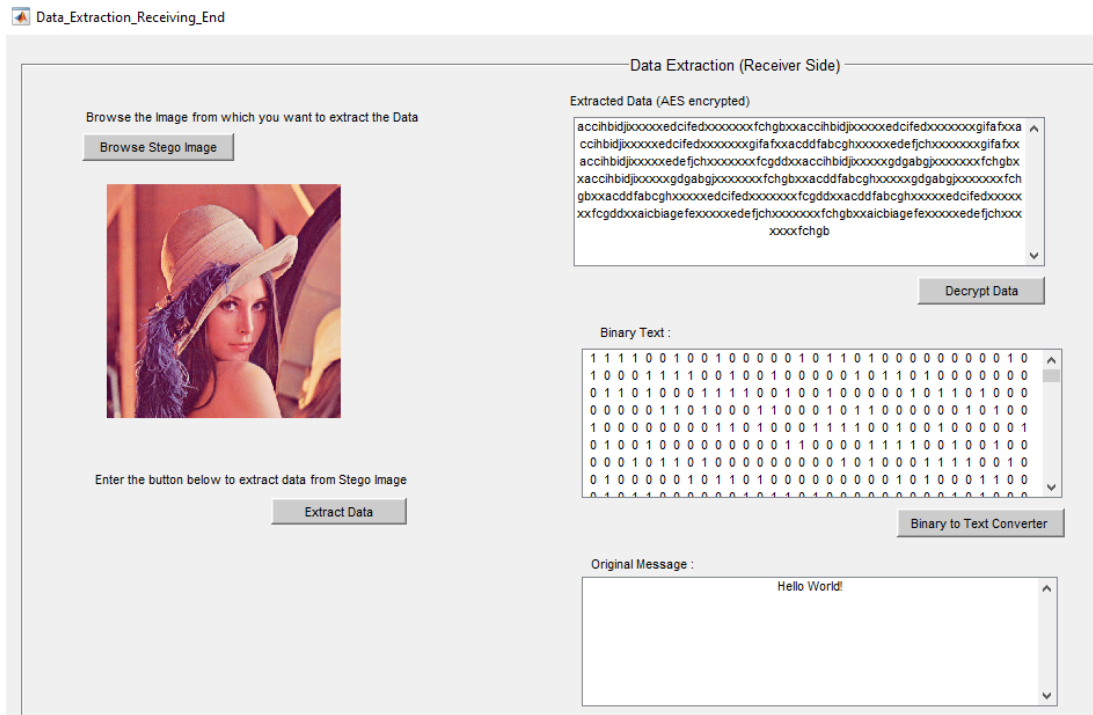 Data_Extraction_Receiving_End
Data Extraction (Receiver Side)
Browse the Image from which you want to extract the Data
Browse Stego Image
Enter the button below to extract data from Stego Image
Extract Data
Extracted Data (AES encrypted)
accihbidjixxxxxedcifedxxxxxxxfchgbxxaccihbidjixxxxxedcifedxxxxxxxgifafxxa
ccihbidjixxxxxedcifedxxxxxxxgifafxxacddfabcghxxxxxedefjchxxxxxxxgifafxx
accihbidjixxxxxedefjchxxxxxxxfcgddxxaccihbidjixxxxxgdgabgjxxxxxxxfchgbx
xaccihbidjixxxxxgdgabgjxxxxxxxfchgbxxacddfabcghxxxxxgdgabgjxxxxxxxfch
gbxxacddfabcghxxxxxedcifedxxxxxxxfcgddxxacddfabcghxxxxxedcifedxxxxx
xxfcgddxxaicbiagefexxxxxedefjchxxxxxxxfchgbxxaicbiagefexxxxxedefjchxxx
xxxxfchgb
Decrypt Data
Binary Text :
1 1 1 1 0 0 1 0 0 1 0 0 0 0 0 1 0 1 1 0 1 0 0 0 0 0 0 0 0 0 1 0
1 0 0 0 1 1 1 1 0 0 1 0 0 1 0 0 0 0 0 1 0 1 1 0 1 0 0 0 0 0 0 0
0 1 1 0 1 0 0 0 1 1 1 1 0 0 1 0 0 1 0 0 0 0 0 1 0 1 1 0 1 0 0 0
0 0 0 0 0 1 1 0 1 0 0 0 1 1 0 0 0 1 0 1 1 0 0 0 0 0 0 1 0 1 0 0
1 0 0 0 0 0 0 0 0 1 1 0 1 0 0 0 1 1 0 0 1 0 0 1 0 0 0 0 0 1
0 1 0 0 1 0 0 0 0 0 0 0 0 0 1 1 0 0 0 1 1 1 1 0 0 1 0 0 1 0 0
0 0 0 1 0 1 1 0 1 0 0 0 0 0 0 0 0 0 1 0 1 0 0 0 1 1 1 1 0 0 1 0
0 1 0 0 0 0 0 1 0 1 1 0 1 0 0 0 0 0 0 0 0 0 1 0 1 0 0 0 1 1 0 0
Binary to Text Converter
Original Message :
Hello World!